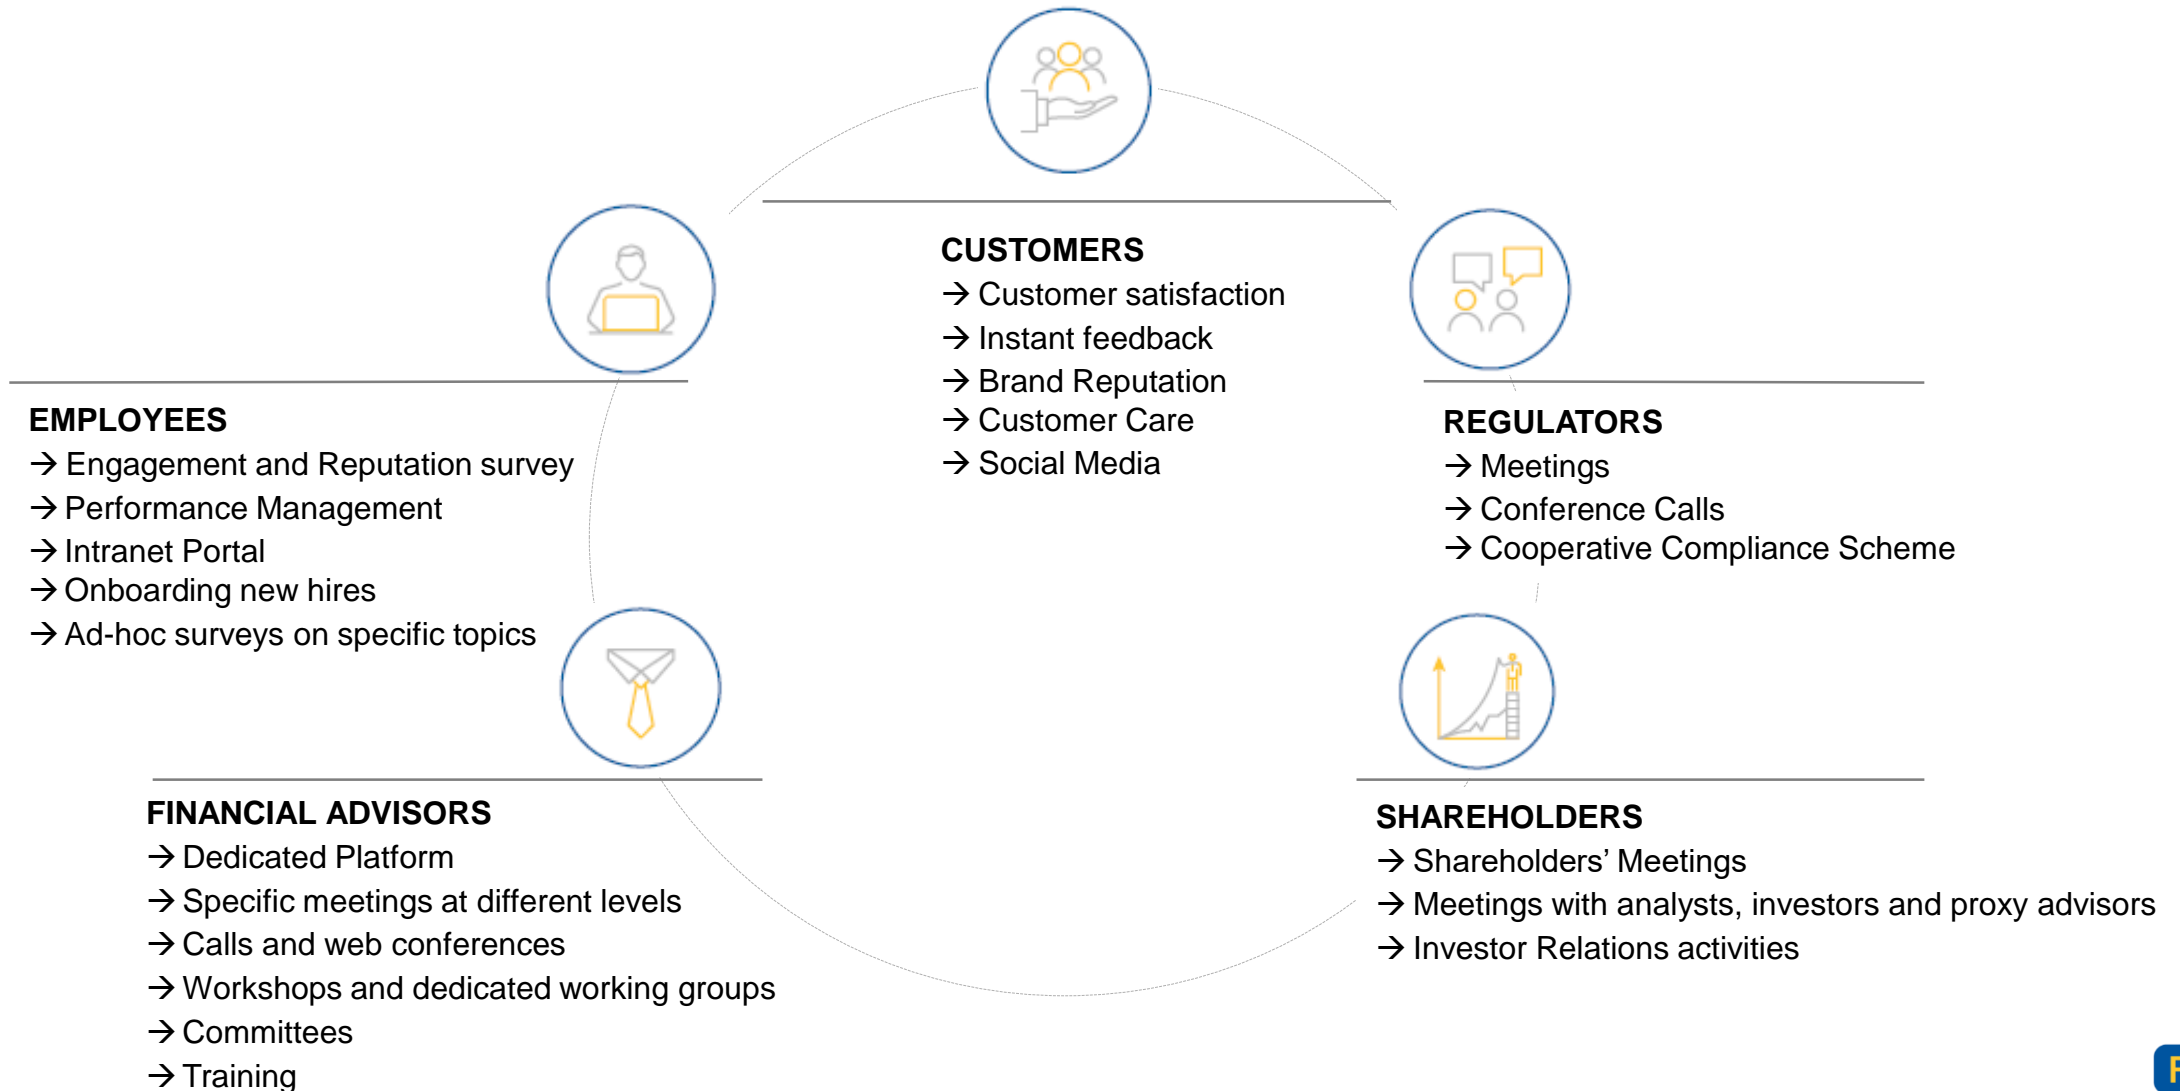 CUSTOMERS
→ Customer satisfaction
→ Instant feedback
→ Brand Reputation
→ Customer Care
→ Social Media
EMPLOYEES
→ Engagement and Reputation survey
→ Performance Management
→ Intranet Portal
→ Onboarding new hires
→ Ad-hoc surveys on specific topics
REGULATORS
→ Meetings
→ Conference Calls
→ Cooperative Compliance Scheme
FINANCIAL ADVISORS
→ Dedicated Platform
→ Specific meetings at different levels
→ Calls and web conferences
→ Workshops and dedicated working groups
→ Committees
→ Training
SHAREHOLDERS
→ Shareholders’ Meetings
→ Meetings with analysts, investors and proxy advisors
→ Investor Relations activities